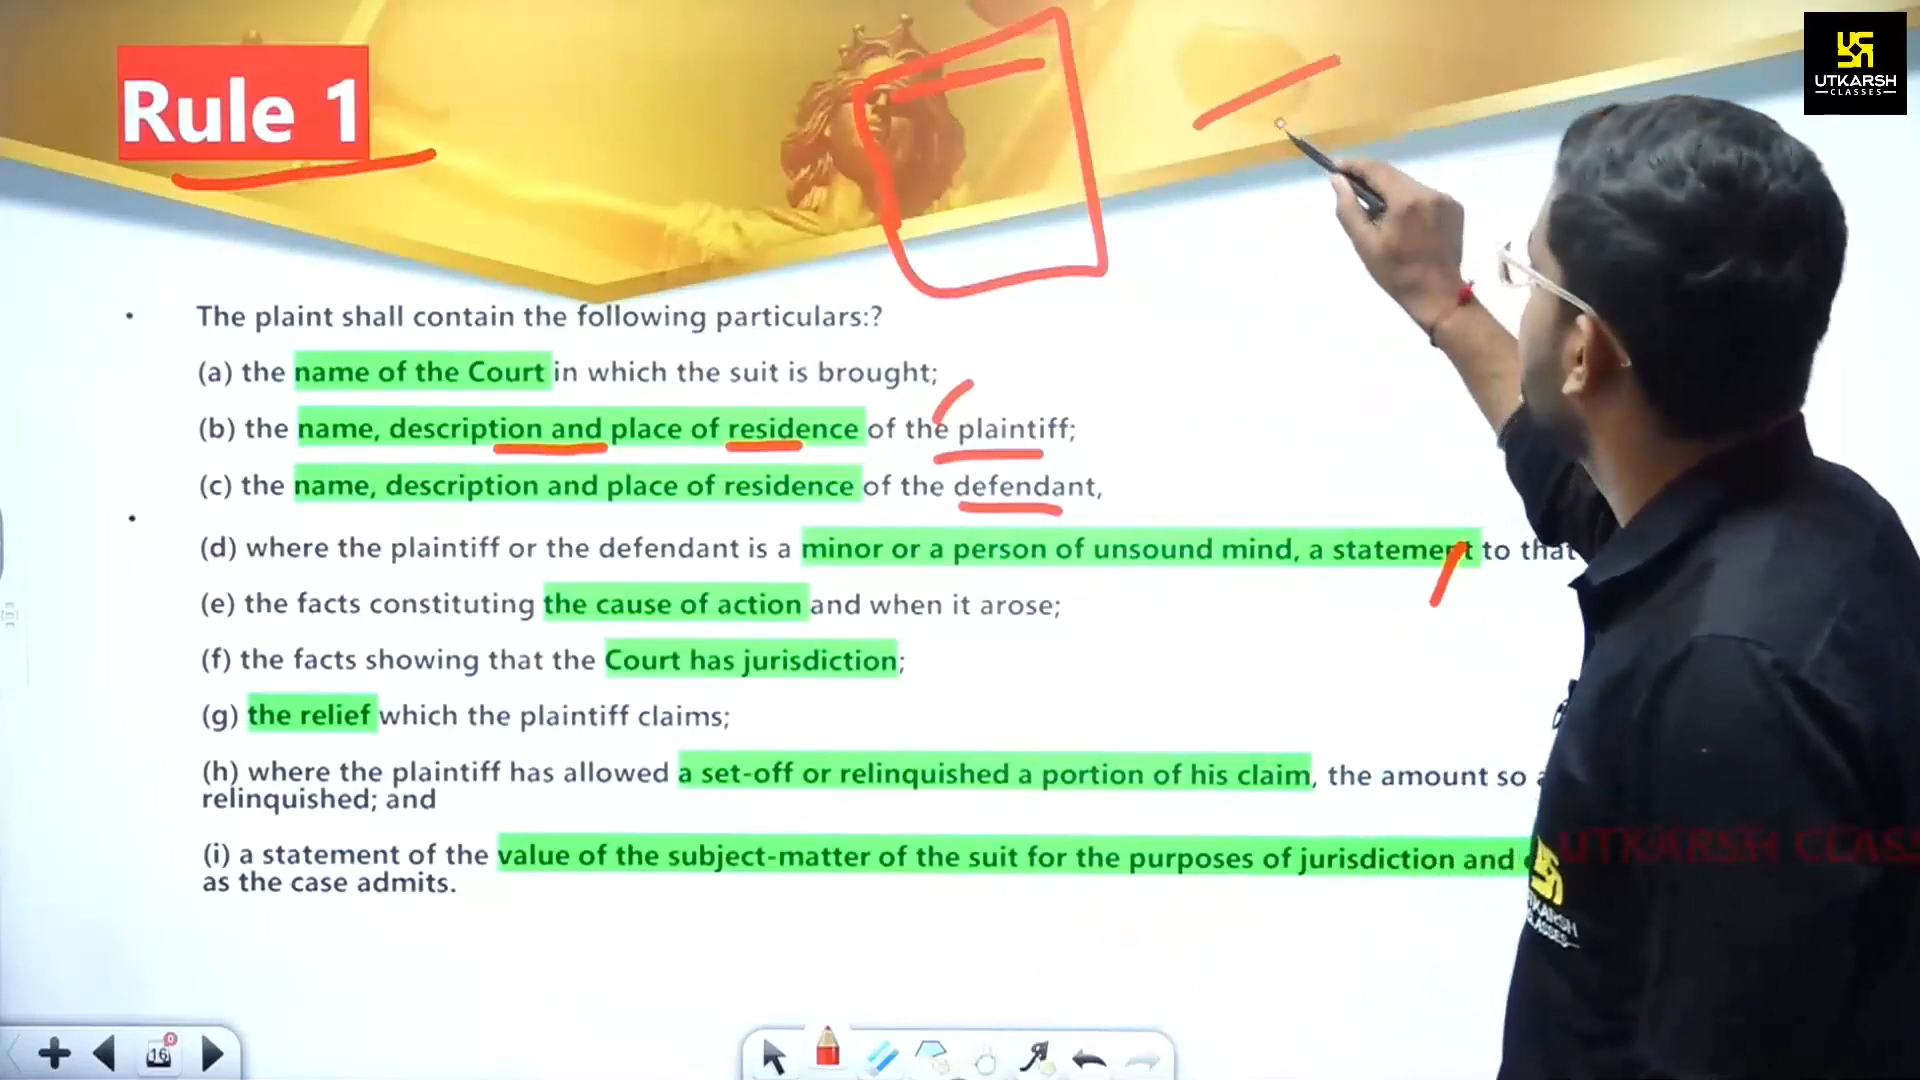 Rule 1
UTKARSH
CLASSES
The plaint shall contain the following particulars:?
(a) the name of the Court in which the suit is brought;
(b) the name, description and place of residence of the plaintiff;
(c) the name, description and place of residence of the defendant,
(d) where the plaintiff or the defendant is a minor or a person of unsound mind, a statement to that
(e) the facts constituting the cause of action and when it arose;
(f) the facts showing that the Court has jurisdiction;
(g) the relief which the plaintiff claims;
(h) where the plaintiff has allowed a set-off or relinquished a portion of his claim, the amount so
relinquished; and
(i) a statement of the value of the subject-matter of the suit for the purposes of jurisdiction and
as the case admits.
UTKARSH CLASS
16
0